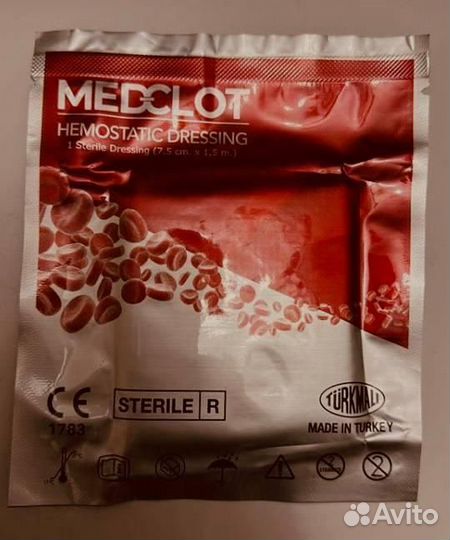 MEDCLOT
HEMOSTATIC DRESSING
1 Sterile Dressing (7.5 cm. x 1,5 m.)
CE
1783
STERILE R
TÜRKMALI
MADE IN TURKEY
2
Avito